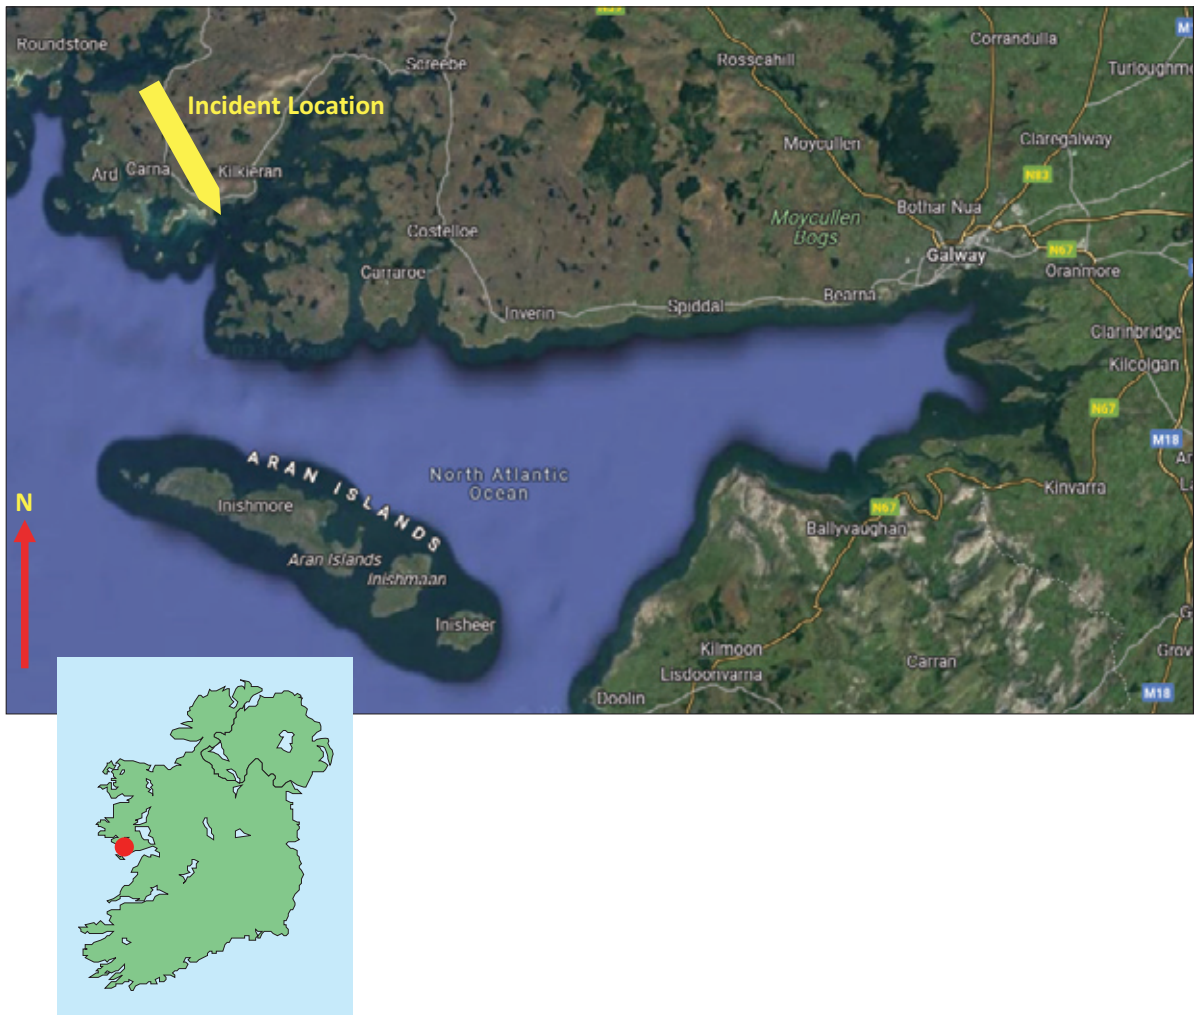 N59
Roundstone
Corrandulla
M
Screebe
Rosscahill
Turloughm
Incident Location
Claregalway
Moycullen
Ard
Carna
Kilkieran
N83
Bothar Nua
Moycullen
Bogs
Costelloe
Galway
N67
Carraroe
Oranmore
Bearna
Spiddal
Inverin
Clarinbridge
Kilcolgan
N67
M18
ARAN ISLANDS
North Atlantic
Ocean
Kinvarra
N
Inishmore
N67
Ballyvaughan
Aran Islands
Inishmaan
Inisheer
Kilmoon
Grov
Carran
Lisdoonvarna
M18
Doolin